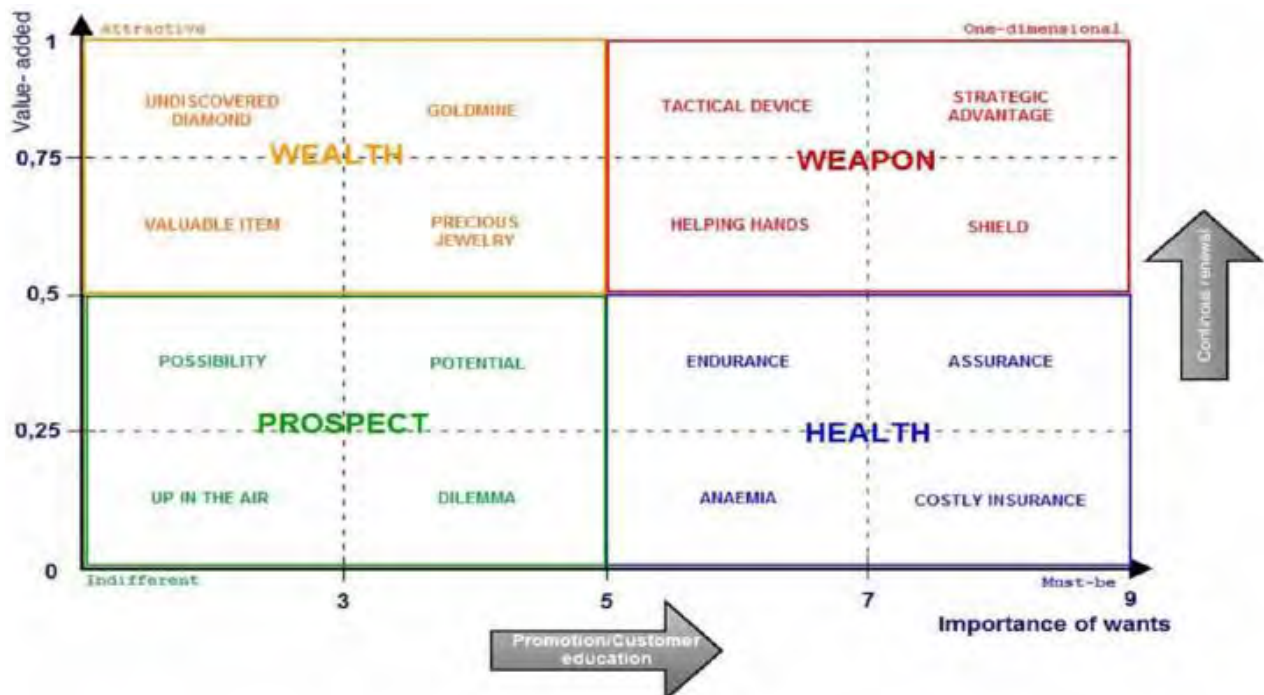 Attractive
One-dimensional
Value- added
1
UNDISCOVERED
DIAMOND
GOLDMINE
TACTICAL DEVICE
STRATEGIC
ADVANTAGE
WEALTH
WEAPON
0,75
VALUABLE ITEM
PRECIOUS
JEWELRY
HELPING HANDS
SHIELD
Continous renewal
0,5
POSSIBILITY
POTENTIAL
ENDURANCE
ASSURANCE
PROSPECT
HEALTH
0,25
UP IN THE AIR
DILEMMA
ANAEMIA
COSTLY INSURANCE
0
Indifferent
Must-be
3
5
7
9
Importance of wants
Promotion/Customer
education